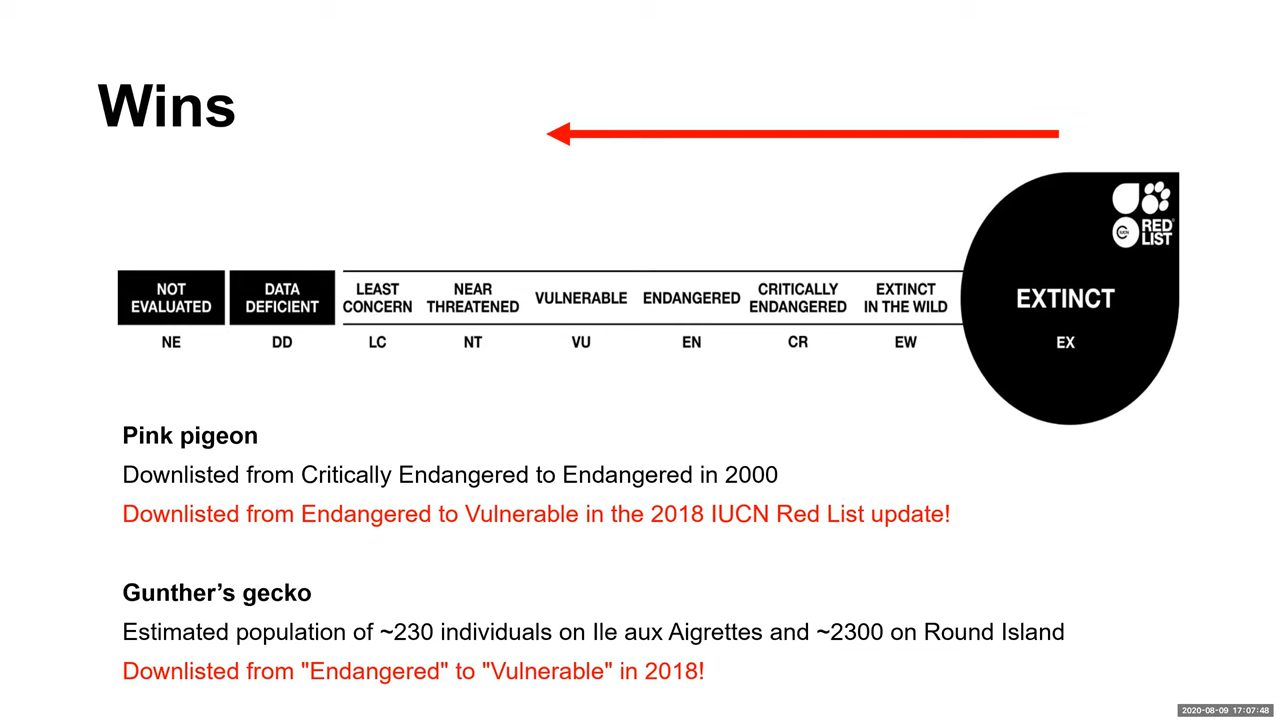 Wins
IUCN
RED
LIST
NOT
EVALUATED
DATA
DEFICIENT
LEAST
CONCERN
NEAR
THREATENED
VULNERABLE
ENDANGERED
CRITICALLY
ENDANGERED
EXTINCT
IN THE WILD
EXTINCT
NE
DD
LC
NT
VU
EN
CR
EW
EX
Pink pigeon
Downlisted from Critically Endangered to Endangered in 2000
Downlisted from Endangered to Vulnerable in the 2018 IUCN Red List update!
Gunther’s gecko
Estimated population of ~230 individuals on Ile aux Aigrettes and ~2300 on Round Island
Downlisted from "Endangered" to "Vulnerable" in 2018!
2020-08-09 17:07:48